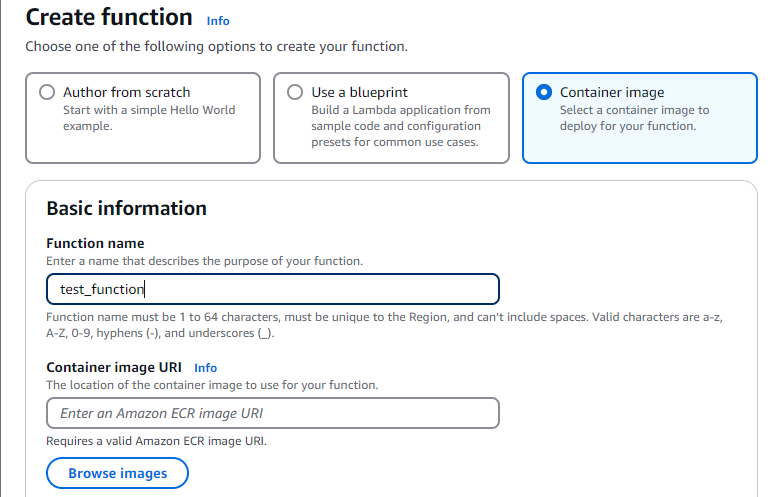 Create function Info
Choose one of the following options to create your function.
Author from scratch
Start with a simple Hello World
example.
Use a blueprint
Build a Lambda application from
sample code and configuration
presets for common use cases.
Container image
Select a container image to
deploy for your function.
Basic information
Function name
Enter a name that describes the purpose of your function.
test_function
Function name must be 1 to 64 characters, must be unique to the Region, and can't include spaces. Valid characters are a-z,
A-Z, 0-9, hyphens (-), and underscores (_).
Container image URI Info
The location of the container image to use for your function.
Enter an Amazon ECR image URI
Requires a valid Amazon ECR image URI.
Browse images